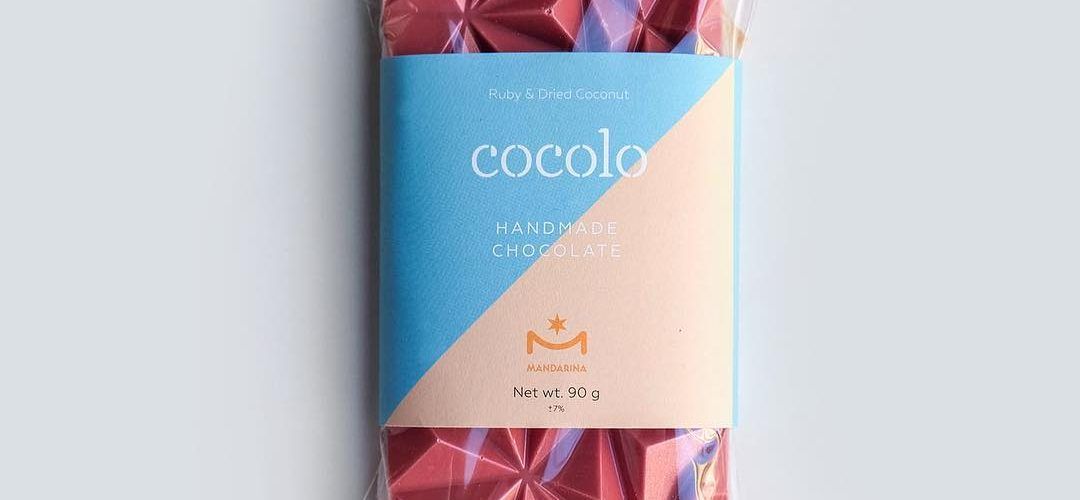 Ruby & Dried Coconut
cocolo
HANDMADE
CHOCOLATE
MANDARINA
Net wt. 90 g
±7%